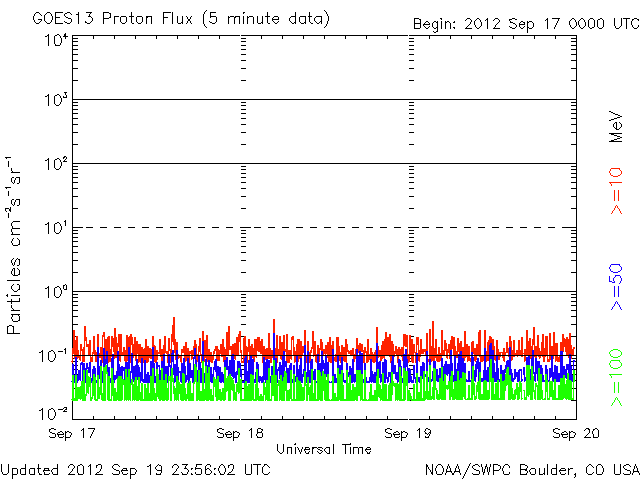 GOES13 Proton Flux (5 minute data)
Begin: 2012 Sep 17 0000 UTC
Particles cm⁻²s⁻¹sr⁻¹
10⁴
10³
10²
10¹
10⁰
10⁻¹
10⁻²
Sep 17 Sep 18 Sep 19 Sep 20
Universal Time
>=10 MeV
>=50
>=100
Updated 2012 Sep 19 23:56:02 UTC
NOAA/SWPC Boulder, CO USA